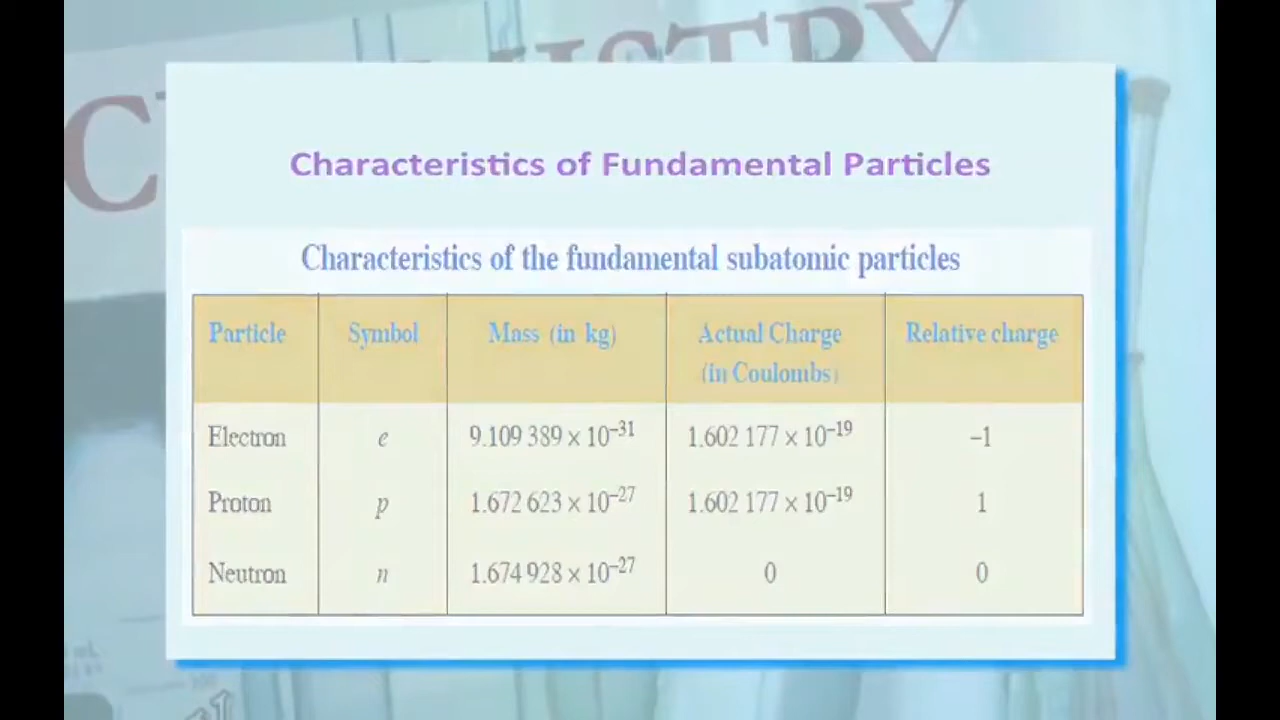 Characteristics of Fundamental Particles
Characteristics of the fundamental subatomic particles
Particle Symbol Mass (in kg) Actual Charge (in Coulombs) Relative charge
Electron e 9.109 389 × 10⁻³¹ 1.602 177 × 10⁻¹⁹ –1
Proton p 1.672 623 × 10⁻²⁷ 1.602 177 × 10⁻¹⁹ 1
Neutron n 1.674 928 × 10⁻²⁷ 0 0